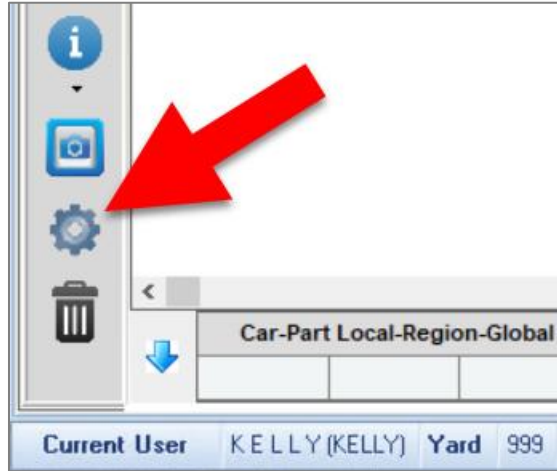 i
Car-Part Local-Region-Global
Current User K E L L Y (KELLY) Yard 999